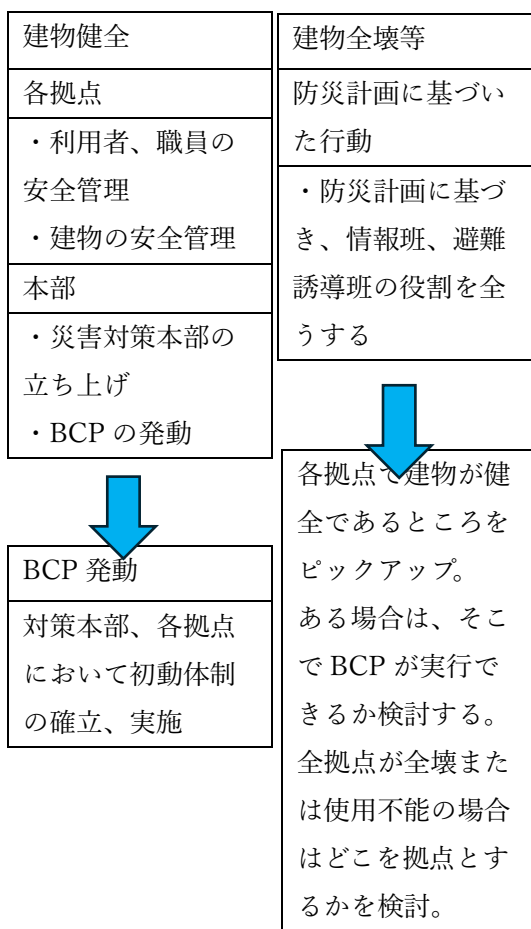 建物健全
各拠点
・利用者、職員の
安全管理
・建物の安全管理
本部
・災害対策本部の
立ち上げ
・BCP の発動
BCP 発動
対策本部、各拠点
において初動体制
の確立、実施
建物全壊等
防災計画に基づい
た行動
・防災計画に基づ
き、情報班、避難
誘導班の役割を全
うする
各拠点で建物が健
全であるところを
ピックアップ。
ある場合は、そこ
で BCP が実行で
きるか検討する。
全拠点が全壊また
は使用不能の場合
はどこを拠点とす
るかを検討。